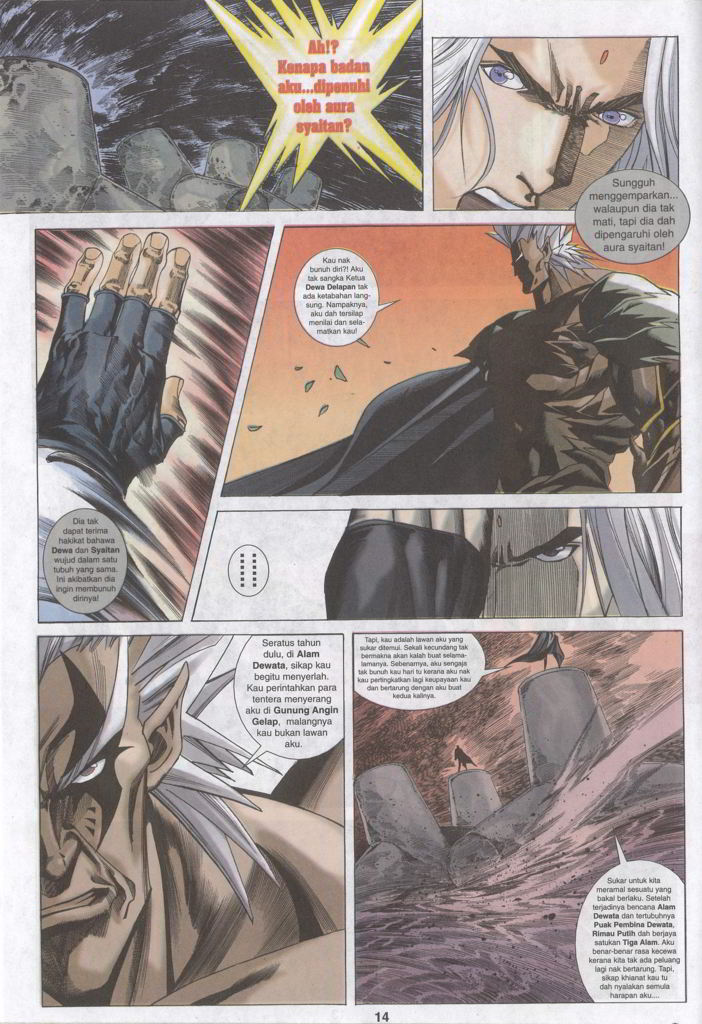 Ah!?
Kenapa badan
aku...dipenuhi
oleh aura
syaitan?
Sungguh
menggemparkan...
walaupun dia tak
mati, tapi dia dah
dipengaruhi oleh
aura syaitan!
Kau nak
bunuh diri?! Aku
tak sangka Ketua
Dewa Delapan tak
ada ketabahan lang-
sung. Nampaknya,
aku dah tersilap
menilai dan sela-
matkan kau!
Dia tak
dapat terima
hakikat bahawa
Dewa dan Syaitan
wujud dalam satu
tubuh yang sama.
Ini akibatkan dia
ingin membunuh
dirinya!
Seratus tahun
dulu, di Alam
Dewata, sikap kau
begitu menyerlah.
Kau perintahkan para
tentera menyerang
aku di Gunung Angin
Gelap, malangnya
kau bukan lawan
aku.
Tapi, kau adalah lawan aku yang
sukar ditemui. Sekali kecundang tak
bermakna akan kalah buat selama-
lamanya. Sebenarnya, aku sengaja
tak bunuh kau hari tu kerana aku nak
kau pertingkatkan lagi keupayaan kau
dan bertarung dengan aku buat
kedua kalinya.
Sukar untuk kita
meramal sesuatu yang
bakal berlaku. Setelah
terjadinya bencana Alam
Dewata dan tertubuhnya
Puak Pembina Dewata,
Rimau Putih dah berjaya
satukan Tiga Alam. Aku
benar-benar rasa kecewa
kerana kita tak ada peluang
lagi nak bertarung. Tapi,
sikap khianat kau tu
dah nyalakan semula
harapan aku....
14